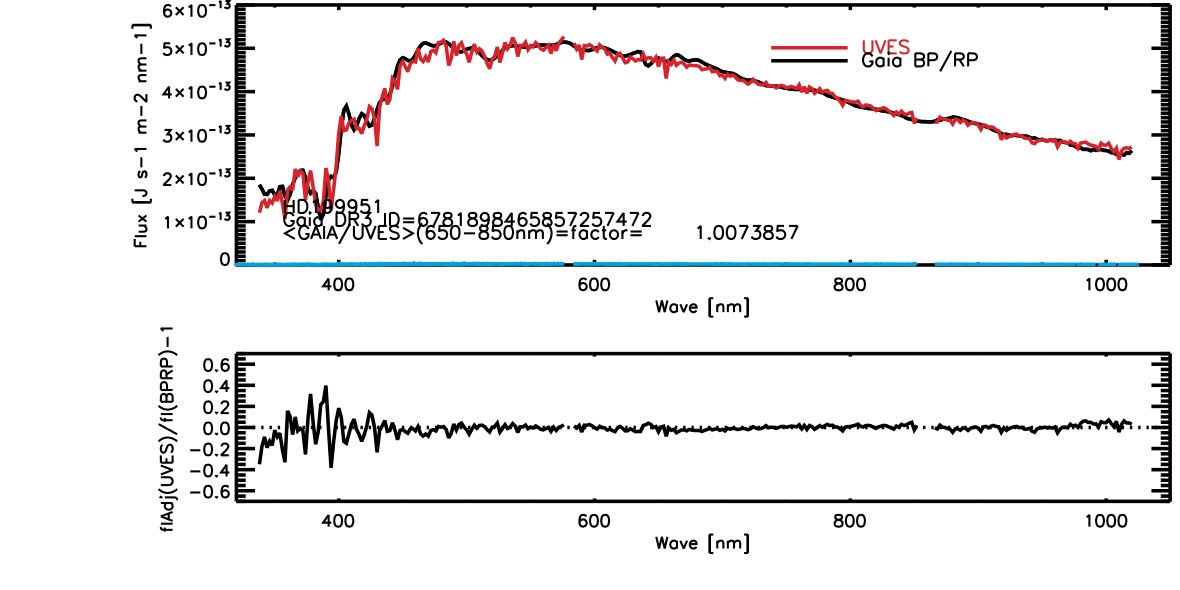 6×10-13
5×10-13
4×10-13
3×10-13
2×10-13
1×10-13
0
Flux [J s-1 m-2 nm-1]
UVES
Gaia BP/RP
HD199951
Gaia DR3 ID=6781898465857257472
<GAIA/UVES>(650-850nm)=factor= 1.0073857
400 600 800 1000
Wave [nm]
flAdj(UVES)/fl(BPRP)-1
0.6
0.4
0.2
0.0
-0.2
-0.4
-0.6
400 600 800 1000
Wave [nm]